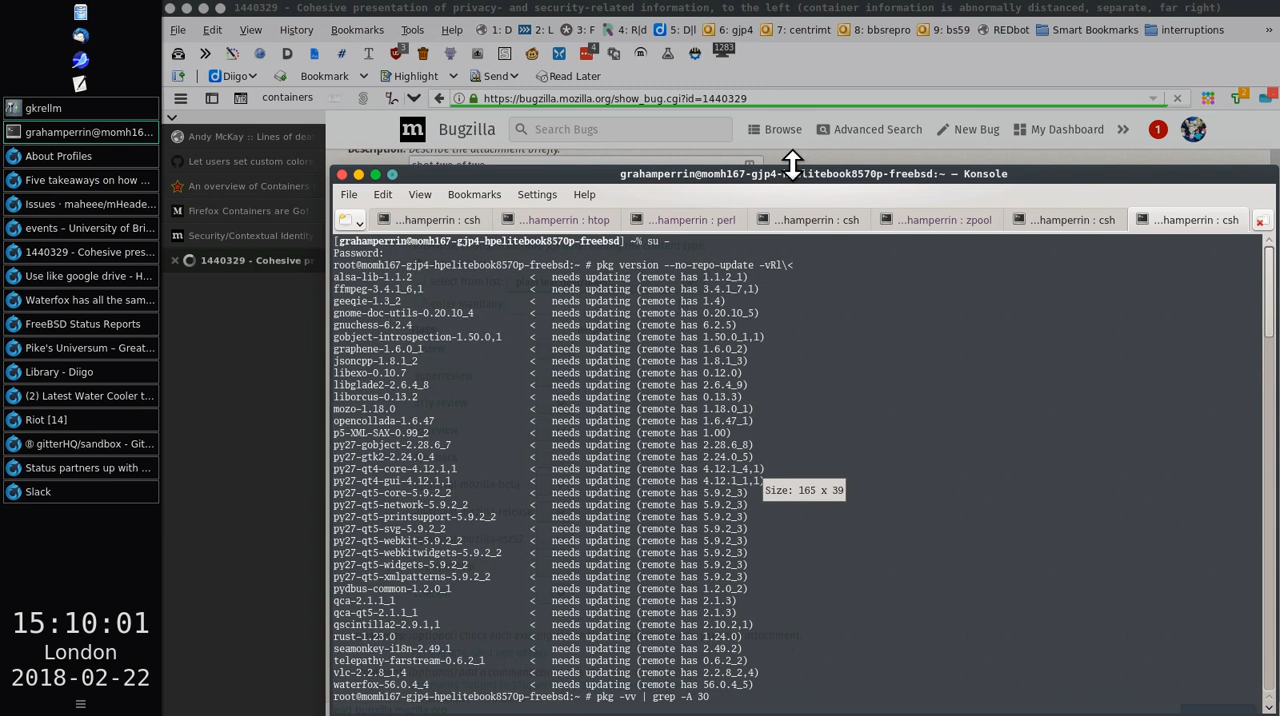 1440329 - Cohesive presentation of privacy- and security-related information, to the left (container information is abnormally distanced, separate, far right)
File Edit View History Bookmarks Tools Help 1: D 2: L 3: F 4: R|d 5: D|l 6: gjp4 7: centrimt 8: bbsrepo 9: bs59 REDbot Smart Bookmarks interruptions
3 4 1283
Diigo Bookmark Highlight Send Read Later
containers https://bugzilla.mozilla.org/show_bug.cgi?id=1440329 2
m Bugzilla Search Bugs Browse Advanced Search New Bug My Dashboard 1
Description: Describe the attachment briefly.
gkrellm
grahamperrin@momh16...
About Profiles
Five takeaways on how ...
Issues · maheee/mHeade...
events – University of Bri...
1440329 - Cohesive pres...
Use like google drive - H...
Waterfox has all the sam...
FreeBSD Status Reports
Pike's Universum – Great...
Library - Diigo
(2) Latest Water Cooler t...
Riot [14]
® gitterHQ/sandbox - Git...
Status partners up with ...
Slack
15:10:01
London
2018-02-22
Andy McKay :: Lines of deat
Let users set custom colors
An overview of Containers
Firefox Containers are Go!
Security/Contextual Identit
1440329 - Cohesive pr
grahamperrin@momh167-gjp4-hpelitebook8570p-freebsd:~ — Konsole
File Edit View Bookmarks Settings Help
...hamperrin : csh ...hamperrin : htop ...hamperrin : perl ...hamperrin : csh ...hamperrin : zpool ...hamperrin : csh ...hamperrin : csh
[grahamperrin@momh167-gjp4-hpelitebook8570p-freebsd] ~% su -
Password:
root@momh167-gjp4-hpelitebook8570p-freebsd:~ # pkg version --no-repo-update -vRl\<
alsa-lib-1.1.2 < needs updating (remote has 1.1.2_1)
ffmpeg-3.4.1_6,1 < needs updating (remote has 3.4.1_7,1)
geeqie-1.3_2 < needs updating (remote has 1.4)
gnome-doc-utils-0.20.10_4 < needs updating (remote has 0.20.10_5)
gnuchess-6.2.4 < needs updating (remote has 6.2.5)
gobject-introspection-1.50.0,1 < needs updating (remote has 1.50.0_1,1)
graphene-1.6.0_1 < needs updating (remote has 1.6.0_2)
jsoncpp-1.8.1_2 < needs updating (remote has 1.8.1_3)
libexo-0.10.7 < needs updating (remote has 0.12.0)
libglade2-2.6.4_8 < needs updating (remote has 2.6.4_9)
liborcus-0.13.2 < needs updating (remote has 0.13.3)
mozo-1.18.0 < needs updating (remote has 1.18.0_1)
opencollada-1.6.47 < needs updating (remote has 1.6.47_1)
p5-XML-SAX-0.99_2 < needs updating (remote has 1.00)
py27-gobject-2.28.6_7 < needs updating (remote has 2.28.6_8)
py27-gtk2-2.24.0_4 < needs updating (remote has 2.24.0_5)
py27-qt4-core-4.12.1,1 < needs updating (remote has 4.12.1_4,1)
py27-qt4-gui-4.12.1,1 < needs updating (remote has 4.12.1_1,1)
Size: 165 x 39
py27-qt5-core-5.9.2_2 < needs updating (remote has 5.9.2_3)
py27-qt5-network-5.9.2_2 < needs updating (remote has 5.9.2_3)
py27-qt5-printsupport-5.9.2_2 < needs updating (remote has 5.9.2_3)
py27-qt5-svg-5.9.2_2 < needs updating (remote has 5.9.2_3)
py27-qt5-webkit-5.9.2_2 < needs updating (remote has 5.9.2_3)
py27-qt5-webkitwidgets-5.9.2_2 < needs updating (remote has 5.9.2_3)
py27-qt5-widgets-5.9.2_2 < needs updating (remote has 5.9.2_3)
py27-qt5-xmlpatterns-5.9.2_2 < needs updating (remote has 5.9.2_3)
pydbus-common-1.2.0_1 < needs updating (remote has 1.2.0_2)
qca-2.1.1_1 < needs updating (remote has 2.1.3)
qca-qt5-2.1.1_1 < needs updating (remote has 2.1.3)
qscintilla2-2.9.1,1 < needs updating (remote has 2.10.2,1)
rust-1.23.0 < needs updating (remote has 1.24.0)
seamonkey-i18n-2.49.1 < needs updating (remote has 2.49.2)
telepathy-farstream-0.6.2_1 < needs updating (remote has 0.6.2_2)
vlc-2.2.8_1,4 < needs updating (remote has 2.2.8_2,4)
waterfox-56.0.4_4 < needs updating (remote has 56.0.4_5)
root@momh167-gjp4-hpelitebook8570p-freebsd:~ # pkg -vv | grep -A 30